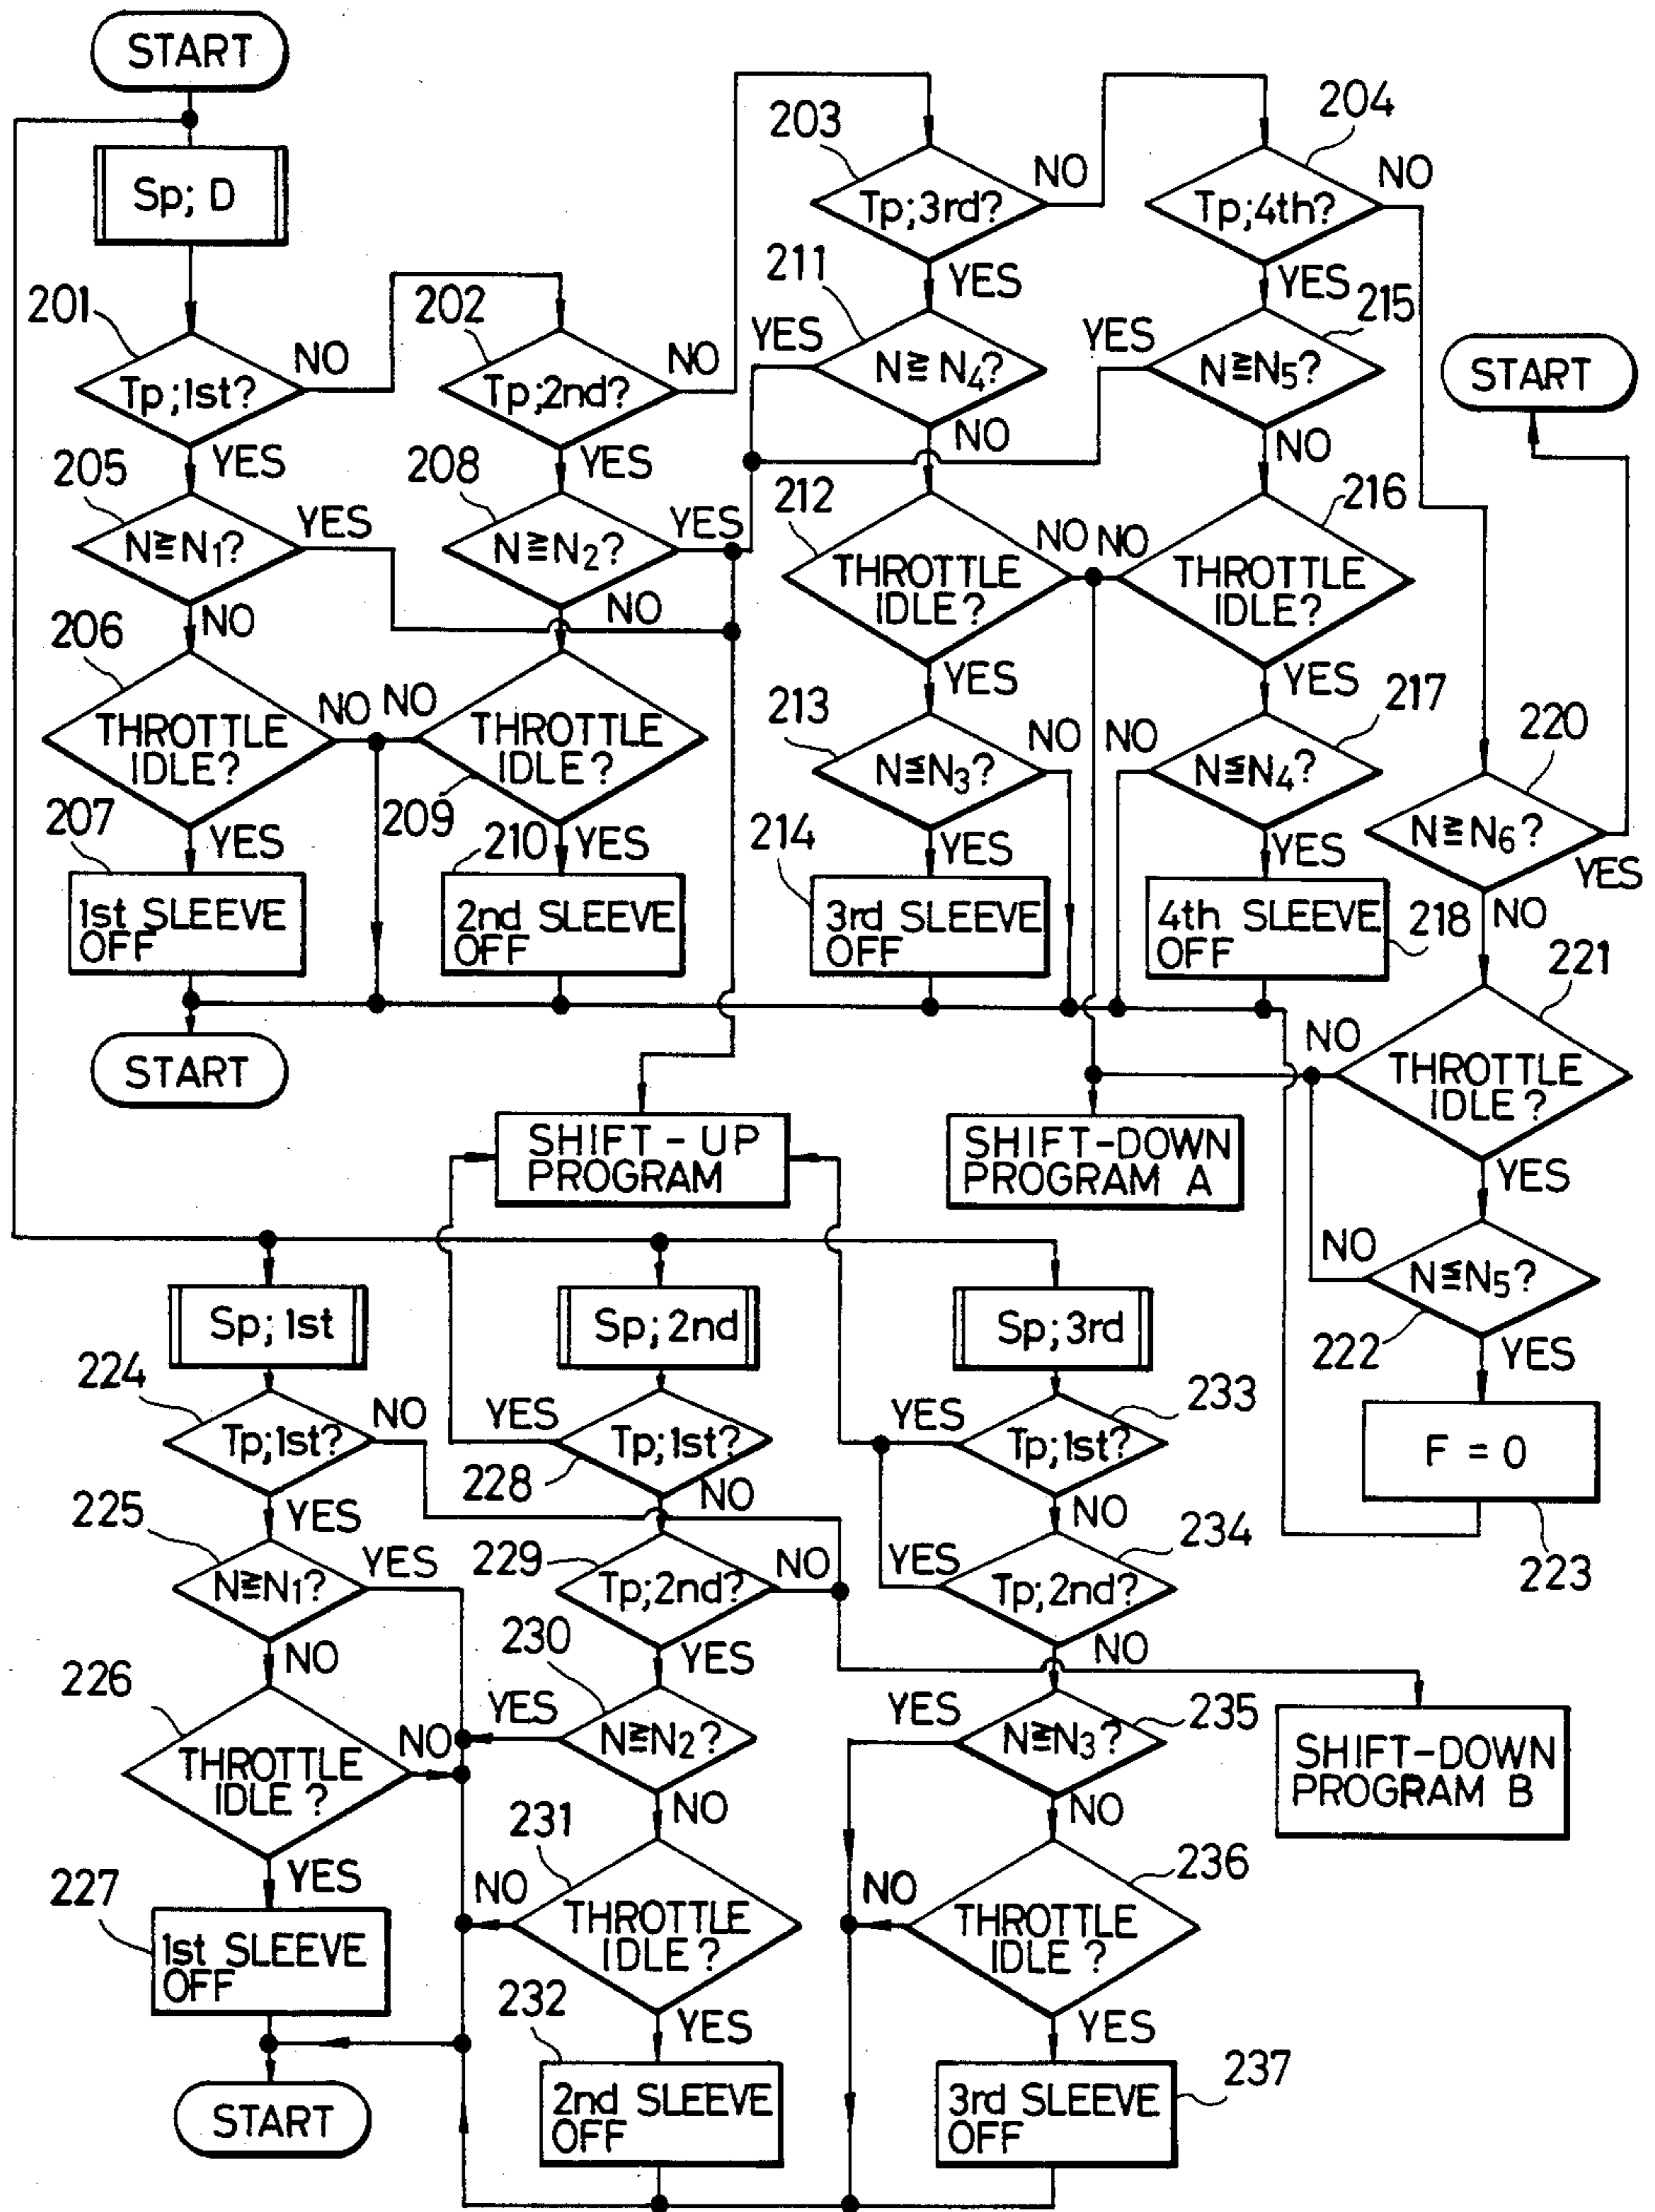 START
Sp; D
201
Tp;1st?
NO
YES
202
Tp;2nd?
NO
YES
203
Tp;3rd?
NO
YES
204
Tp;4th?
NO
YES
205
N≧N1?
YES
NO
208
N≧N2?
YES
NO
211
YES
N≧N4?
NO
215
YES
N≧N5?
NO
START
206
THROTTLE
IDLE?
NO
YES
NO
THROTTLE
IDLE?
209
YES
212
THROTTLE
IDLE?
NO
YES
216
NO
THROTTLE
IDLE?
YES
213
N≦N3?
NO
YES
217
NO
N≦N4?
YES
220
N≧N6?
YES
NO
207
1st SLEEVE
OFF
210
2nd SLEEVE
OFF
214
3rd SLEEVE
OFF
4th SLEEVE
OFF
218
221
NO
THROTTLE
IDLE?
YES
START
SHIFT-UP
PROGRAM
SHIFT-DOWN
PROGRAM A
NO
N≦N5?
222
YES
F = 0
223
Sp; 1st
Sp; 2nd
Sp; 3rd
224
Tp;1st?
NO
YES
YES
Tp;1st?
228
NO
233
YES
Tp;1st?
NO
225
N≧N1?
YES
NO
229
Tp;2nd?
NO
YES
234
YES
Tp;2nd?
NO
226
THROTTLE
IDLE?
NO
YES
230
YES
N≧N2?
NO
YES
N≧N3?
235
NO
SHIFT-DOWN
PROGRAM B
227
1st SLEEVE
OFF
231
NO
THROTTLE
IDLE?
YES
NO
THROTTLE
IDLE?
236
YES
START
232
2nd SLEEVE
OFF
3rd SLEEVE
OFF
237